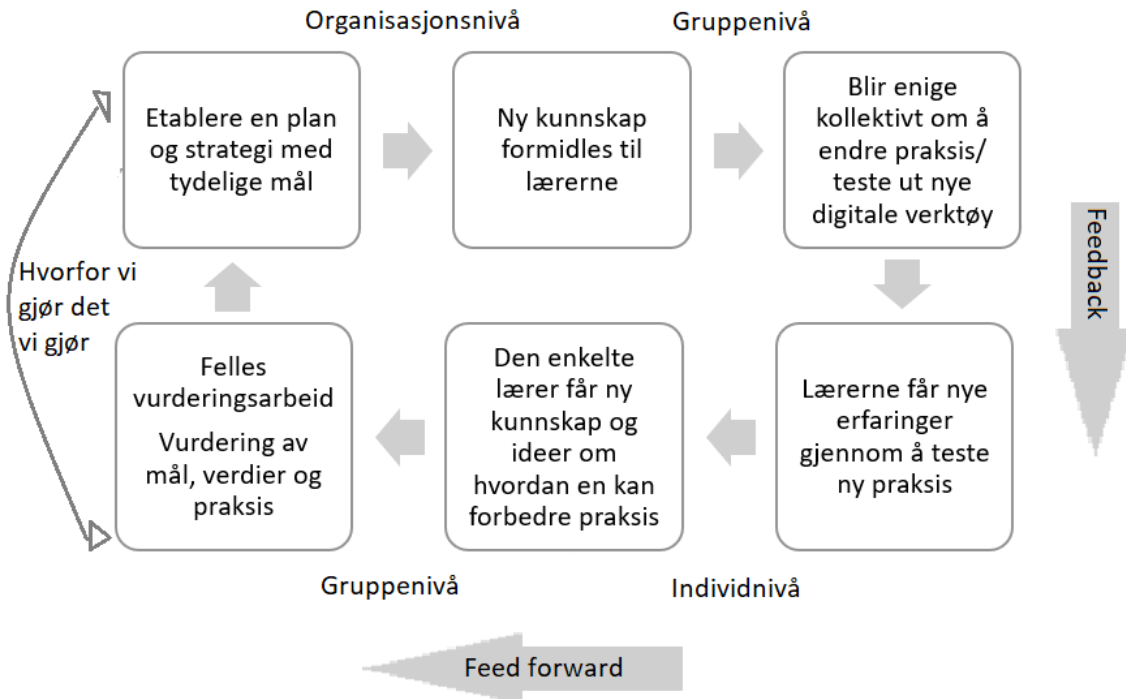 Organisasjonsnivå
Gruppenivå
Etablere en plan
og strategi med
tydelige mål
Ny kunnskap
formidles til
lærerne
Blir enige
kollektivt om å
endre praksis/
teste ut nye
digitale verktøy
Feedback
Hvorfor vi
gjør det
vi gjør
Felles
vurderingsarbeid
Vurdering av
mål, verdier og
praksis
Den enkelte
lærer får ny
kunnskap og
ideer om
hvordan en kan
forbedre praksis
Lærerne får nye
erfaringer
gjennom å teste
ny praksis
Gruppenivå
Individnivå
Feed forward